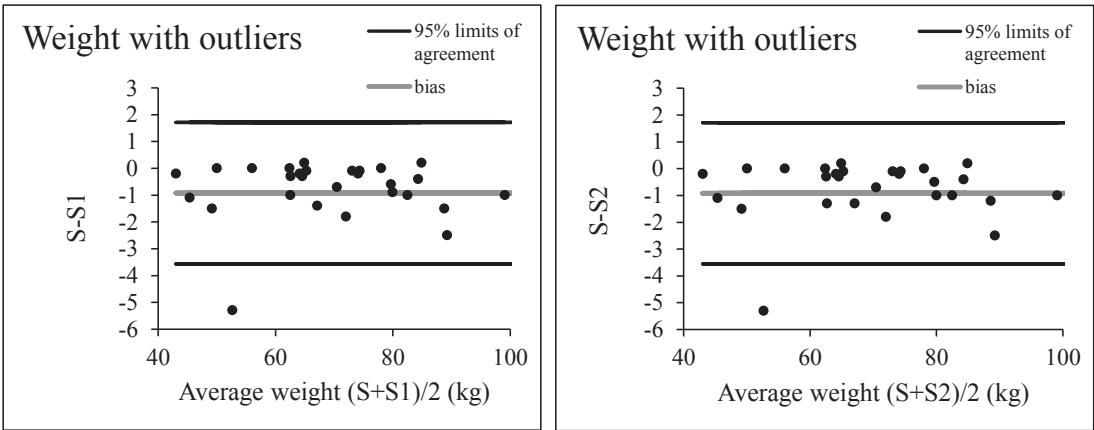 Weight with outliers
95% limits of
agreement
bias
3
2
1
0
-1
-2
-3
-4
-5
-6
S-S1
40
60
80
100
Average weight (S+S1)/2 (kg)
Weight with outliers
95% limits of
agreement
bias
3
2
1
0
-1
-2
-3
-4
-5
-6
S-S2
40
60
80
100
Average weight (S+S2)/2 (kg)